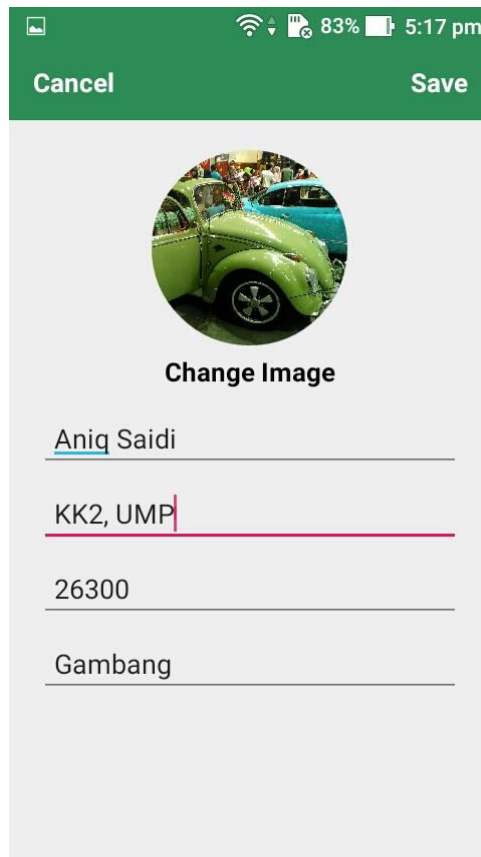 83% 5:17 pm
Cancel Save
Change Image
Aniq Saidi
KK2, UMP
26300
Gambang